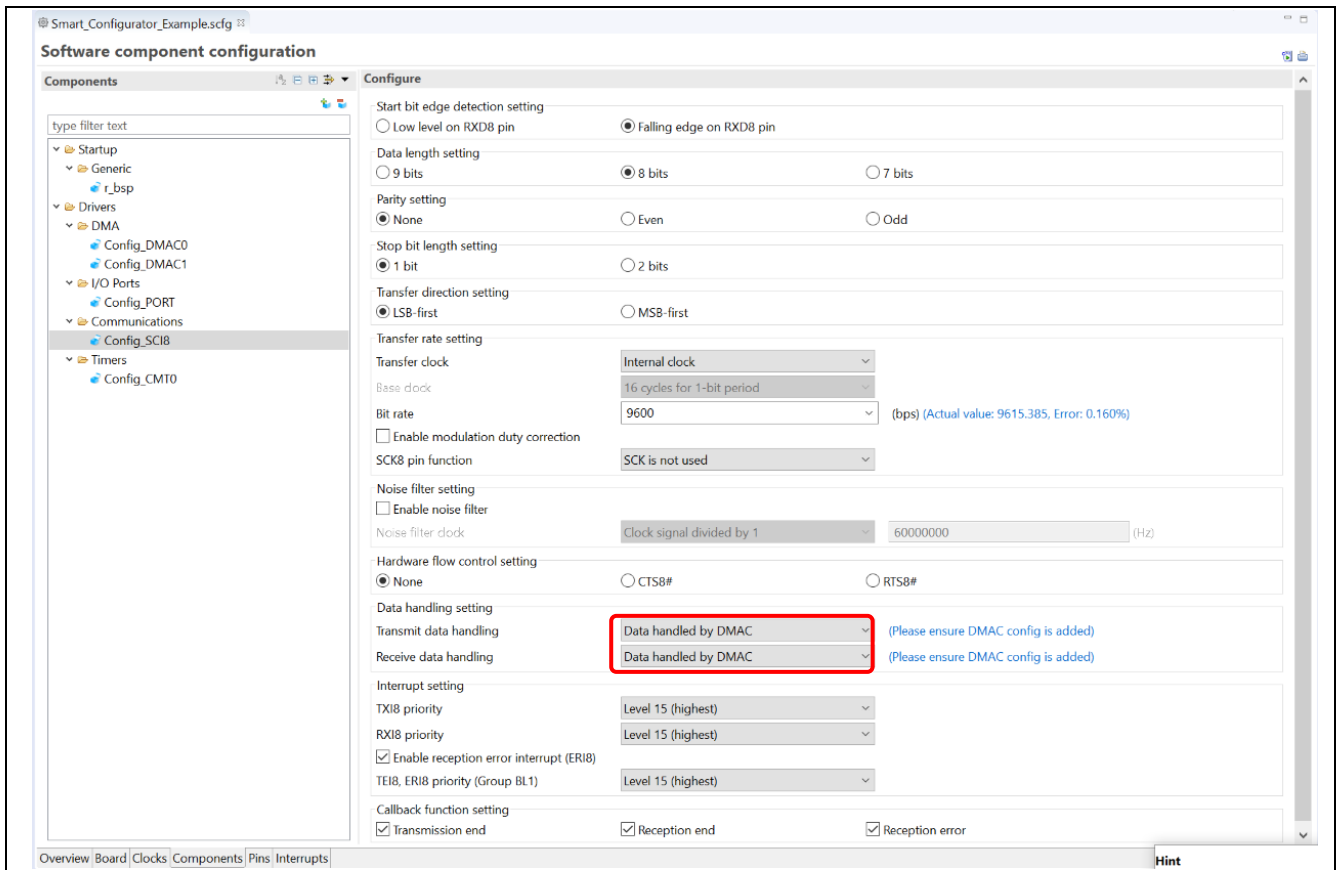 Smart_Configurator_Example.scfg
Software component configuration
Components
type filter text
Startup
Generic
r_bsp
Drivers
DMA
Config_DMAC0
Config_DMAC1
I/O Ports
Config_PORT
Communications
Config_SCI8
Timers
Config_CMT0
Configure
Start bit edge detection setting
Low level on RXD8 pin Falling edge on RXD8 pin
Data length setting
9 bits 8 bits 7 bits
Parity setting
None Even Odd
Stop bit length setting
1 bit 2 bits
Transfer direction setting
LSB-first MSB-first
Transfer rate setting
Transfer clock Internal clock
Base clock 16 cycles for 1-bit period
Bit rate 9600 (bps) (Actual value: 9615.385, Error: 0.160%)
Enable modulation duty correction
SCK8 pin function SCK is not used
Noise filter setting
Enable noise filter
Noise filter clock Clock signal divided by 1 60000000 (Hz)
Hardware flow control setting
None CTS8# RTS8#
Data handling setting
Transmit data handling Data handled by DMAC (Please ensure DMAC config is added)
Receive data handling Data handled by DMAC (Please ensure DMAC config is added)
Interrupt setting
TXI8 priority Level 15 (highest)
RXI8 priority Level 15 (highest)
Enable reception error interrupt (ERI8)
TEI8, ERI8 priority (Group BL1) Level 15 (highest)
Callback function setting
Transmission end Reception end Reception error
Overview Board Clocks Components Pins Interrupts
Hint